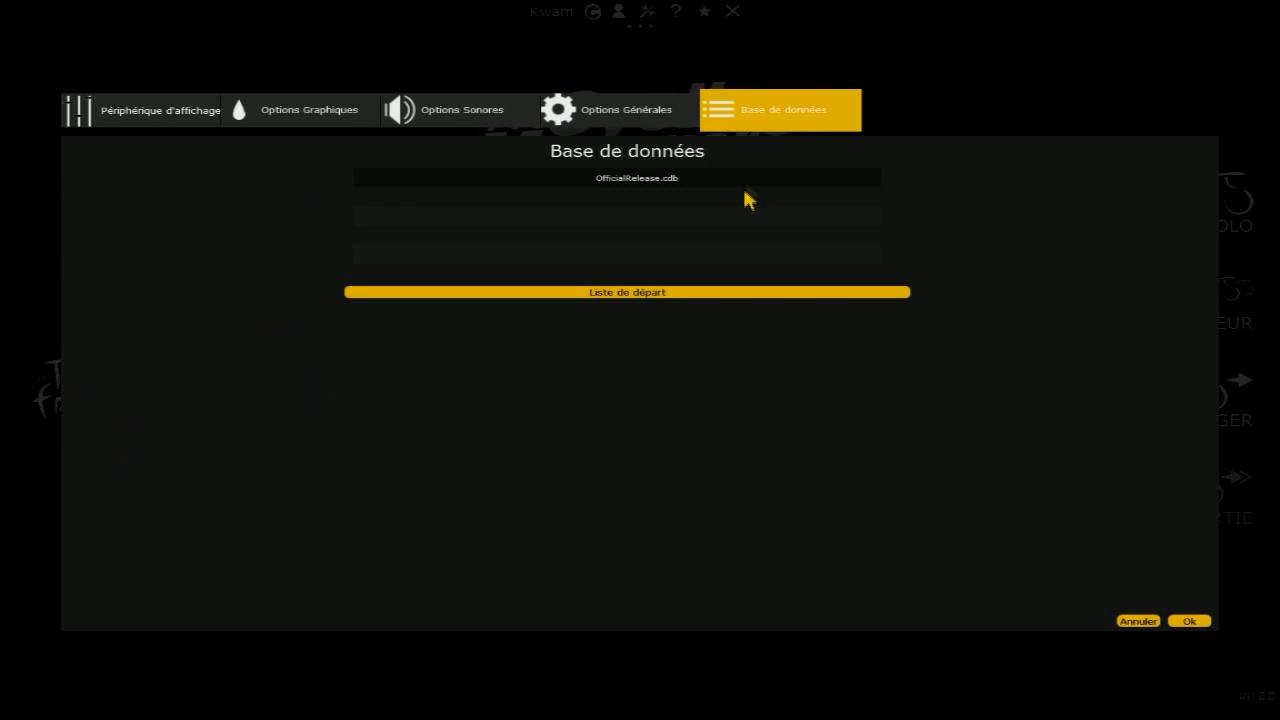 Kwam
Périphérique d'affichage
Options Graphiques
Options Sonores
Options Générales
Base de données
Base de données
OfficialRelease.cdb
Liste de départ
OLO
EUR
GER
RTIE
Annuler
Ok